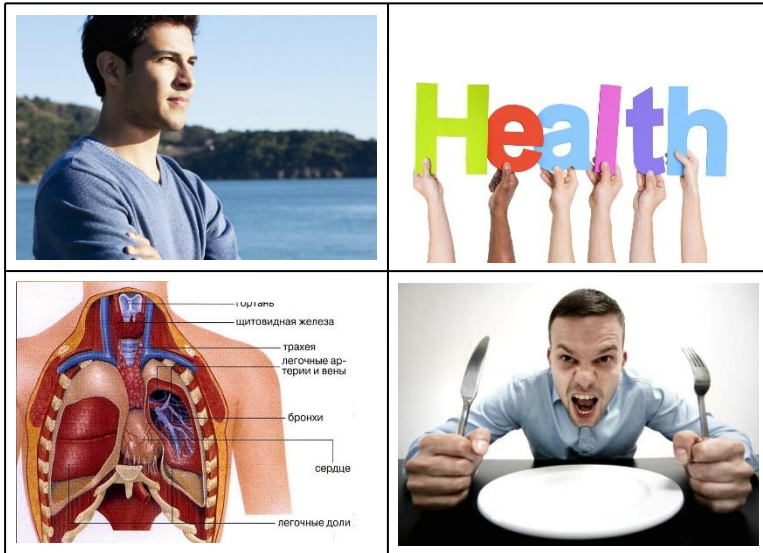 Health
гортань
щитовидная железа
трахея
легочные ар-
терии и вены
бронхи
сердце
легочные доли